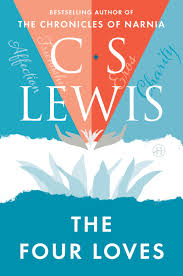 BESTSELLING AUTHOR OF
THE CHRONICLES OF NARNIA
Affection
Friendship
Eros
Charity
C·S
LEWIS
THE
FOUR LOVES